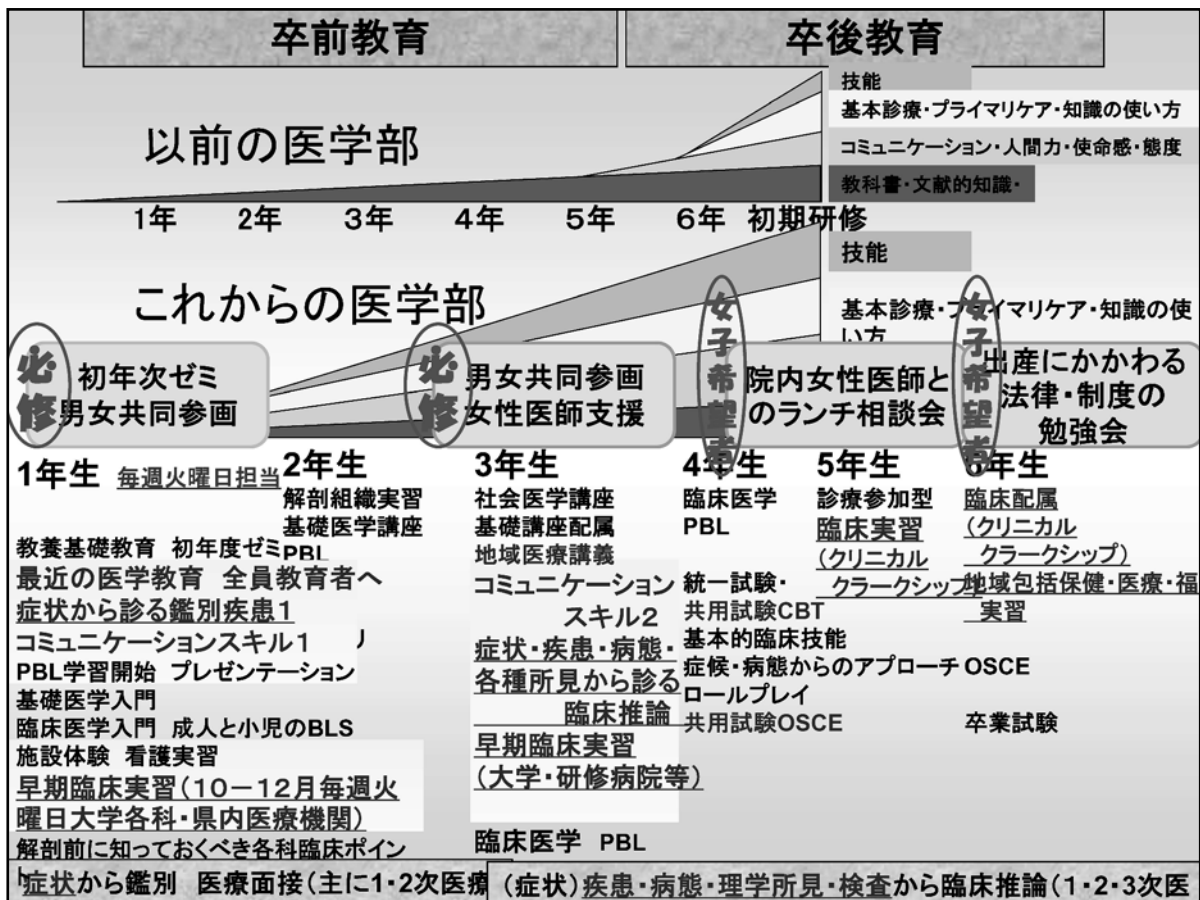 卒前教育
卒後教育
以前の医学部
技能
基本診療・プライマリケア・知識の使い方
コミュニケーション・人間力・使命感・態度
教科書・文献的知識・
1年 2年 3年 4年 5年 6年 初期研修
これからの医学部
技能
基本診療・プライマリケア・知識の使
い方
必修
初年次ゼミ
男女共同参画
必修
男女共同参画
女性医師支援
女子希望者
院内女性医師と
のランチ相談会
女子希望者
出産にかかわる
法律・制度の
勉強会
1年生 毎週火曜日担当
教養基礎教育 初年度ゼミ
最近の医学教育 全員教育者へ
症状から診る鑑別疾患1
コミュニケーションスキル1
PBL学習開始 プレゼンテーション
基礎医学入門
臨床医学入門 成人と小児のBLS
施設体験 看護実習
早期臨床実習(10-12月毎週火
曜日大学各科・県内医療機関)
解剖前に知っておくべき各科臨床ポイン
2年生
解剖組織実習
基礎医学講座
PBL
3年生
社会医学講座
基礎講座配属
地域医療講義
コミュニケーション
スキル2
症状・疾患・病態・
各種所見から診る
臨床推論
早期臨床実習
(大学・研修病院等)
臨床医学 PBL
4年生
臨床医学
PBL
統一試験・
共用試験CBT
基本的臨床技能
症候・病態からのアプローチ
ロールプレイ
共用試験OSCE
5年生
診療参加型
臨床実習
(クリニカル
クラークシップ)
6年生
臨床配属
(クリニカル
クラークシップ)
地域包括保健・医療・福
実習
OSCE
卒業試験
症状から鑑別 医療面接(主に1・2次医療
(症状)疾患・病態・理学所見・検査から臨床推論(1・2・3次医